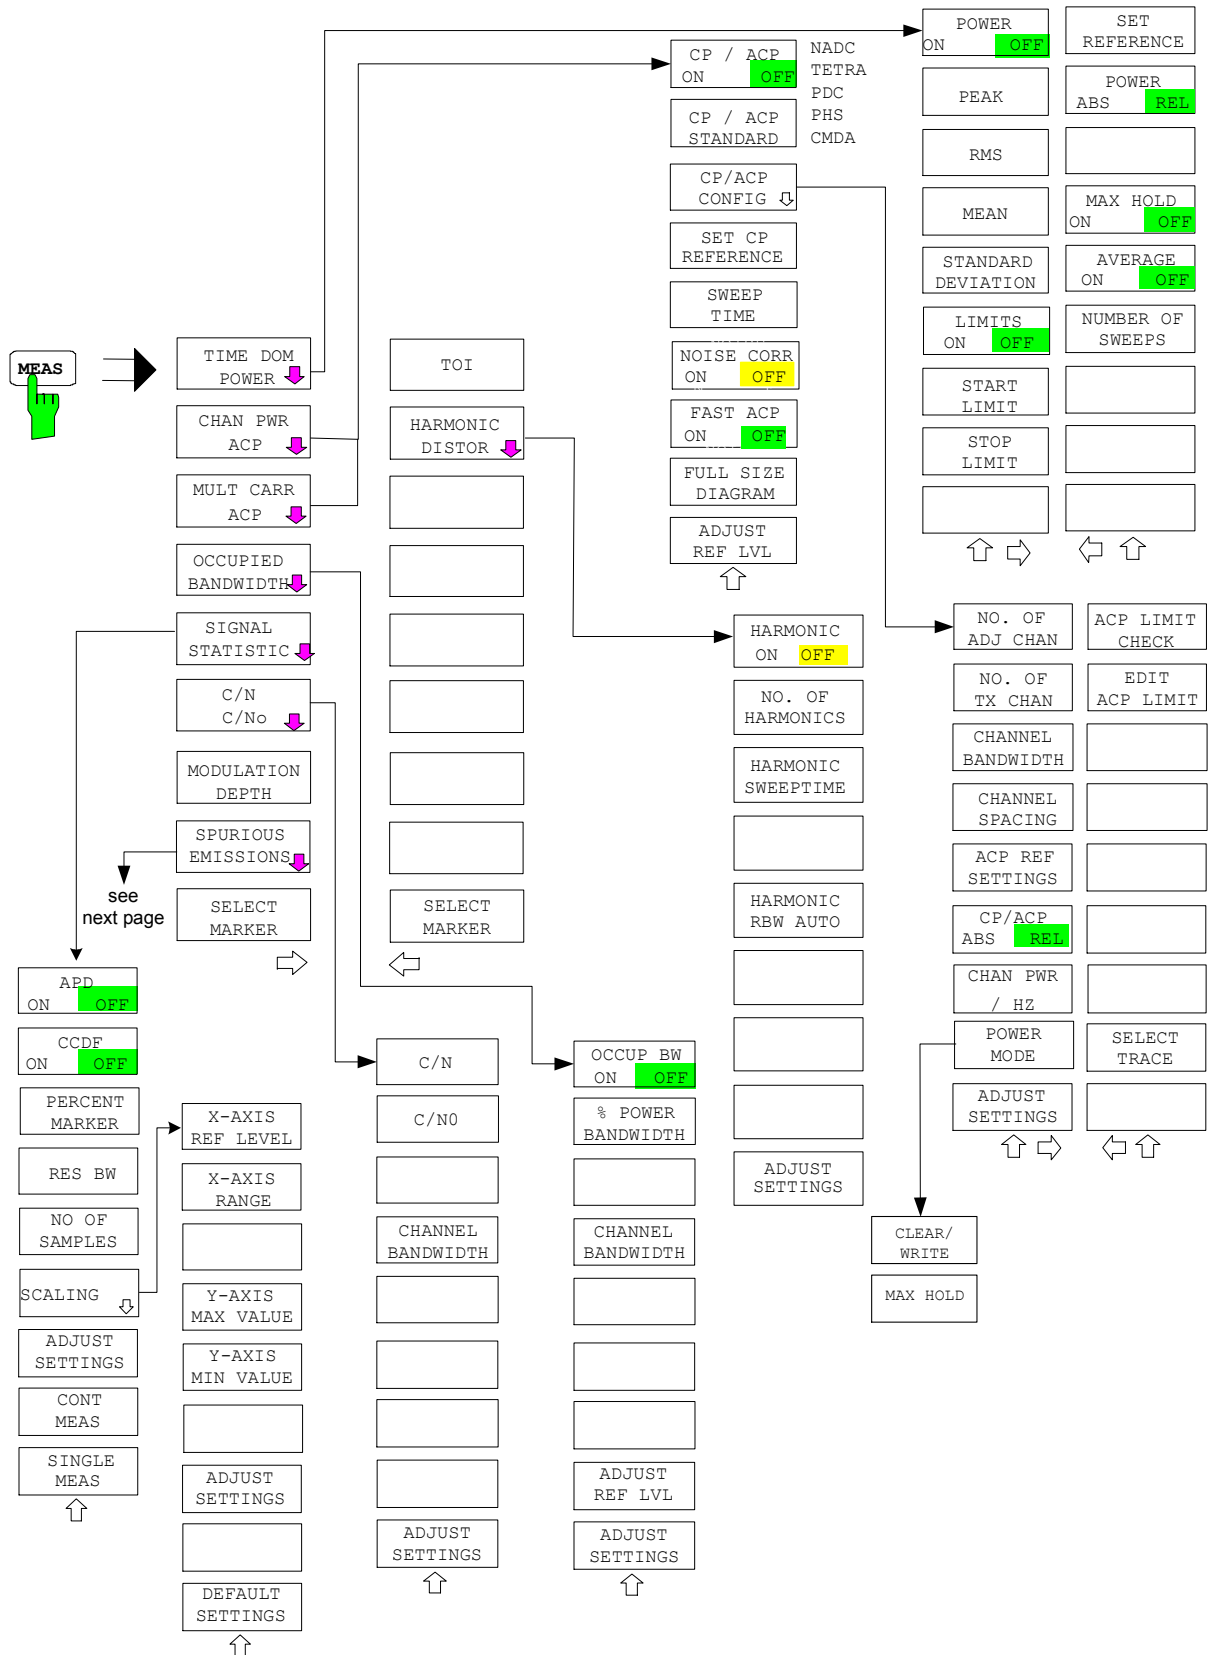 MEAS
TIME DOM
POWER
CHAN PWR
ACP
MULT CARR
ACP
OCCUPIED
BANDWIDTH
SIGNAL
STATISTIC
C/N
C/No
MODULATION
DEPTH
SPURIOUS
EMISSIONS
SELECT
MARKER
see
next page
TOI
HARMONIC
DISTOR
SELECT
MARKER
CP / ACP
ON OFF
CP / ACP
STANDARD
NADC
TETRA
PDC
PHS
CMDA
CP/ACP
CONFIG
SET CP
REFERENCE
SWEEP
TIME
NOISE CORR
ON OFF
FAST ACP
ON OFF
FULL SIZE
DIAGRAM
ADJUST
REF LVL
POWER
ON OFF
PEAK
RMS
MEAN
STANDARD
DEVIATION
LIMITS
ON OFF
START
LIMIT
STOP
LIMIT
SET
REFERENCE
POWER
ABS REL
MAX HOLD
ON OFF
AVERAGE
ON OFF
NUMBER OF
SWEEPS
HARMONIC
ON OFF
NO. OF
HARMONICS
HARMONIC
SWEEPTIME
HARMONIC
RBW AUTO
ADJUST
SETTINGS
NO. OF
ADJ CHAN
NO. OF
TX CHAN
CHANNEL
BANDWIDTH
CHANNEL
SPACING
ACP REF
SETTINGS
CP/ACP
ABS REL
CHAN PWR
/ HZ
POWER
MODE
ADJUST
SETTINGS
ACP LIMIT
CHECK
EDIT
ACP LIMIT
SELECT
TRACE
CLEAR/
WRITE
MAX HOLD
APD
ON OFF
CCDF
ON OFF
PERCENT
MARKER
RES BW
NO OF
SAMPLES
SCALING
ADJUST
SETTINGS
CONT
MEAS
SINGLE
MEAS
X-AXIS
REF LEVEL
X-AXIS
RANGE
Y-AXIS
MAX VALUE
Y-AXIS
MIN VALUE
ADJUST
SETTINGS
DEFAULT
SETTINGS
C/N
C/N0
CHANNEL
BANDWIDTH
ADJUST
SETTINGS
OCCUP BW
ON OFF
% POWER
BANDWIDTH
CHANNEL
BANDWIDTH
ADJUST
REF LVL
ADJUST
SETTINGS